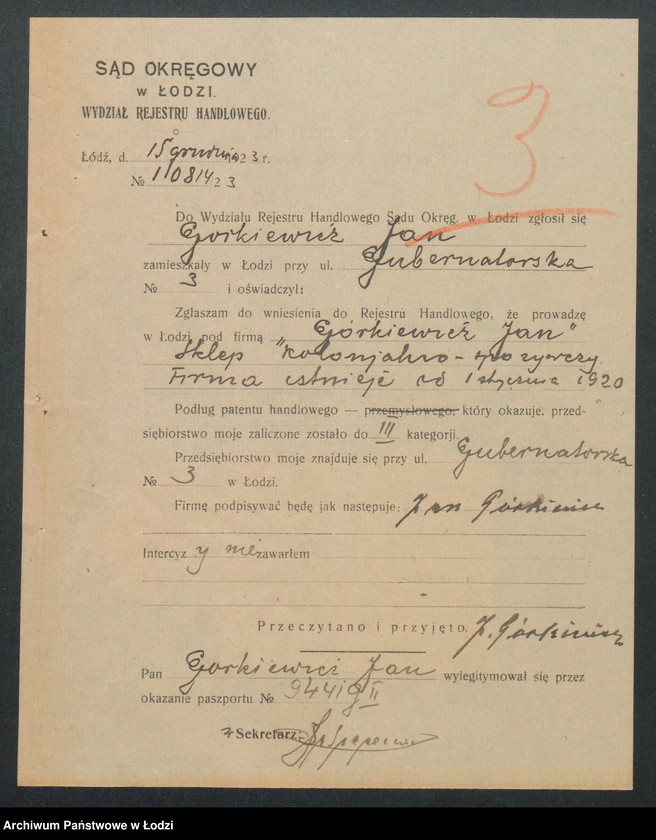 SĄD OKRĘGOWY
w ŁODZI.
WYDZIAŁ REJESTRU HANDLOWEGO.
Łódź, d. 15 grudnia 1923 r.
№ 10814/23
3
Do Wydziału Rejestru Handlowego Sądu Okręg. w Łodzi zgłosił się
Gorkiewicz Jan
zamieszkały w Łodzi przy ul. Gubernatorska
№ 3 i oświadczył:
Zgłaszam do wniesienia do Rejestru Handlowego, że prowadzę
w Łodzi pod firmą „Górkiewicz Jan"
Sklep "kolonjalno-spożywczy
Firma istnieje od 1 stycznia 1920
Podług patentu handlowego — przemysłowego, który okazuje, przed-
siębiorstwo moje zaliczone zostało do III kategorji.
Przedsiębiorstwo moje znajduje się przy ul. Gubernatorska
№ 3 w Łodzi.
Firmę podpisywać będę jak następuje: Jan Górkiewicz
Intercyzy nie zawarłem
Przeczytano i przyjęto. J. Górkiewicz
Pan Gorkiewicz Jan wylegitymował się przez
okazanie paszportu № 94419 II
Sekretarz:
Archiwum Państwowe w Łodzi